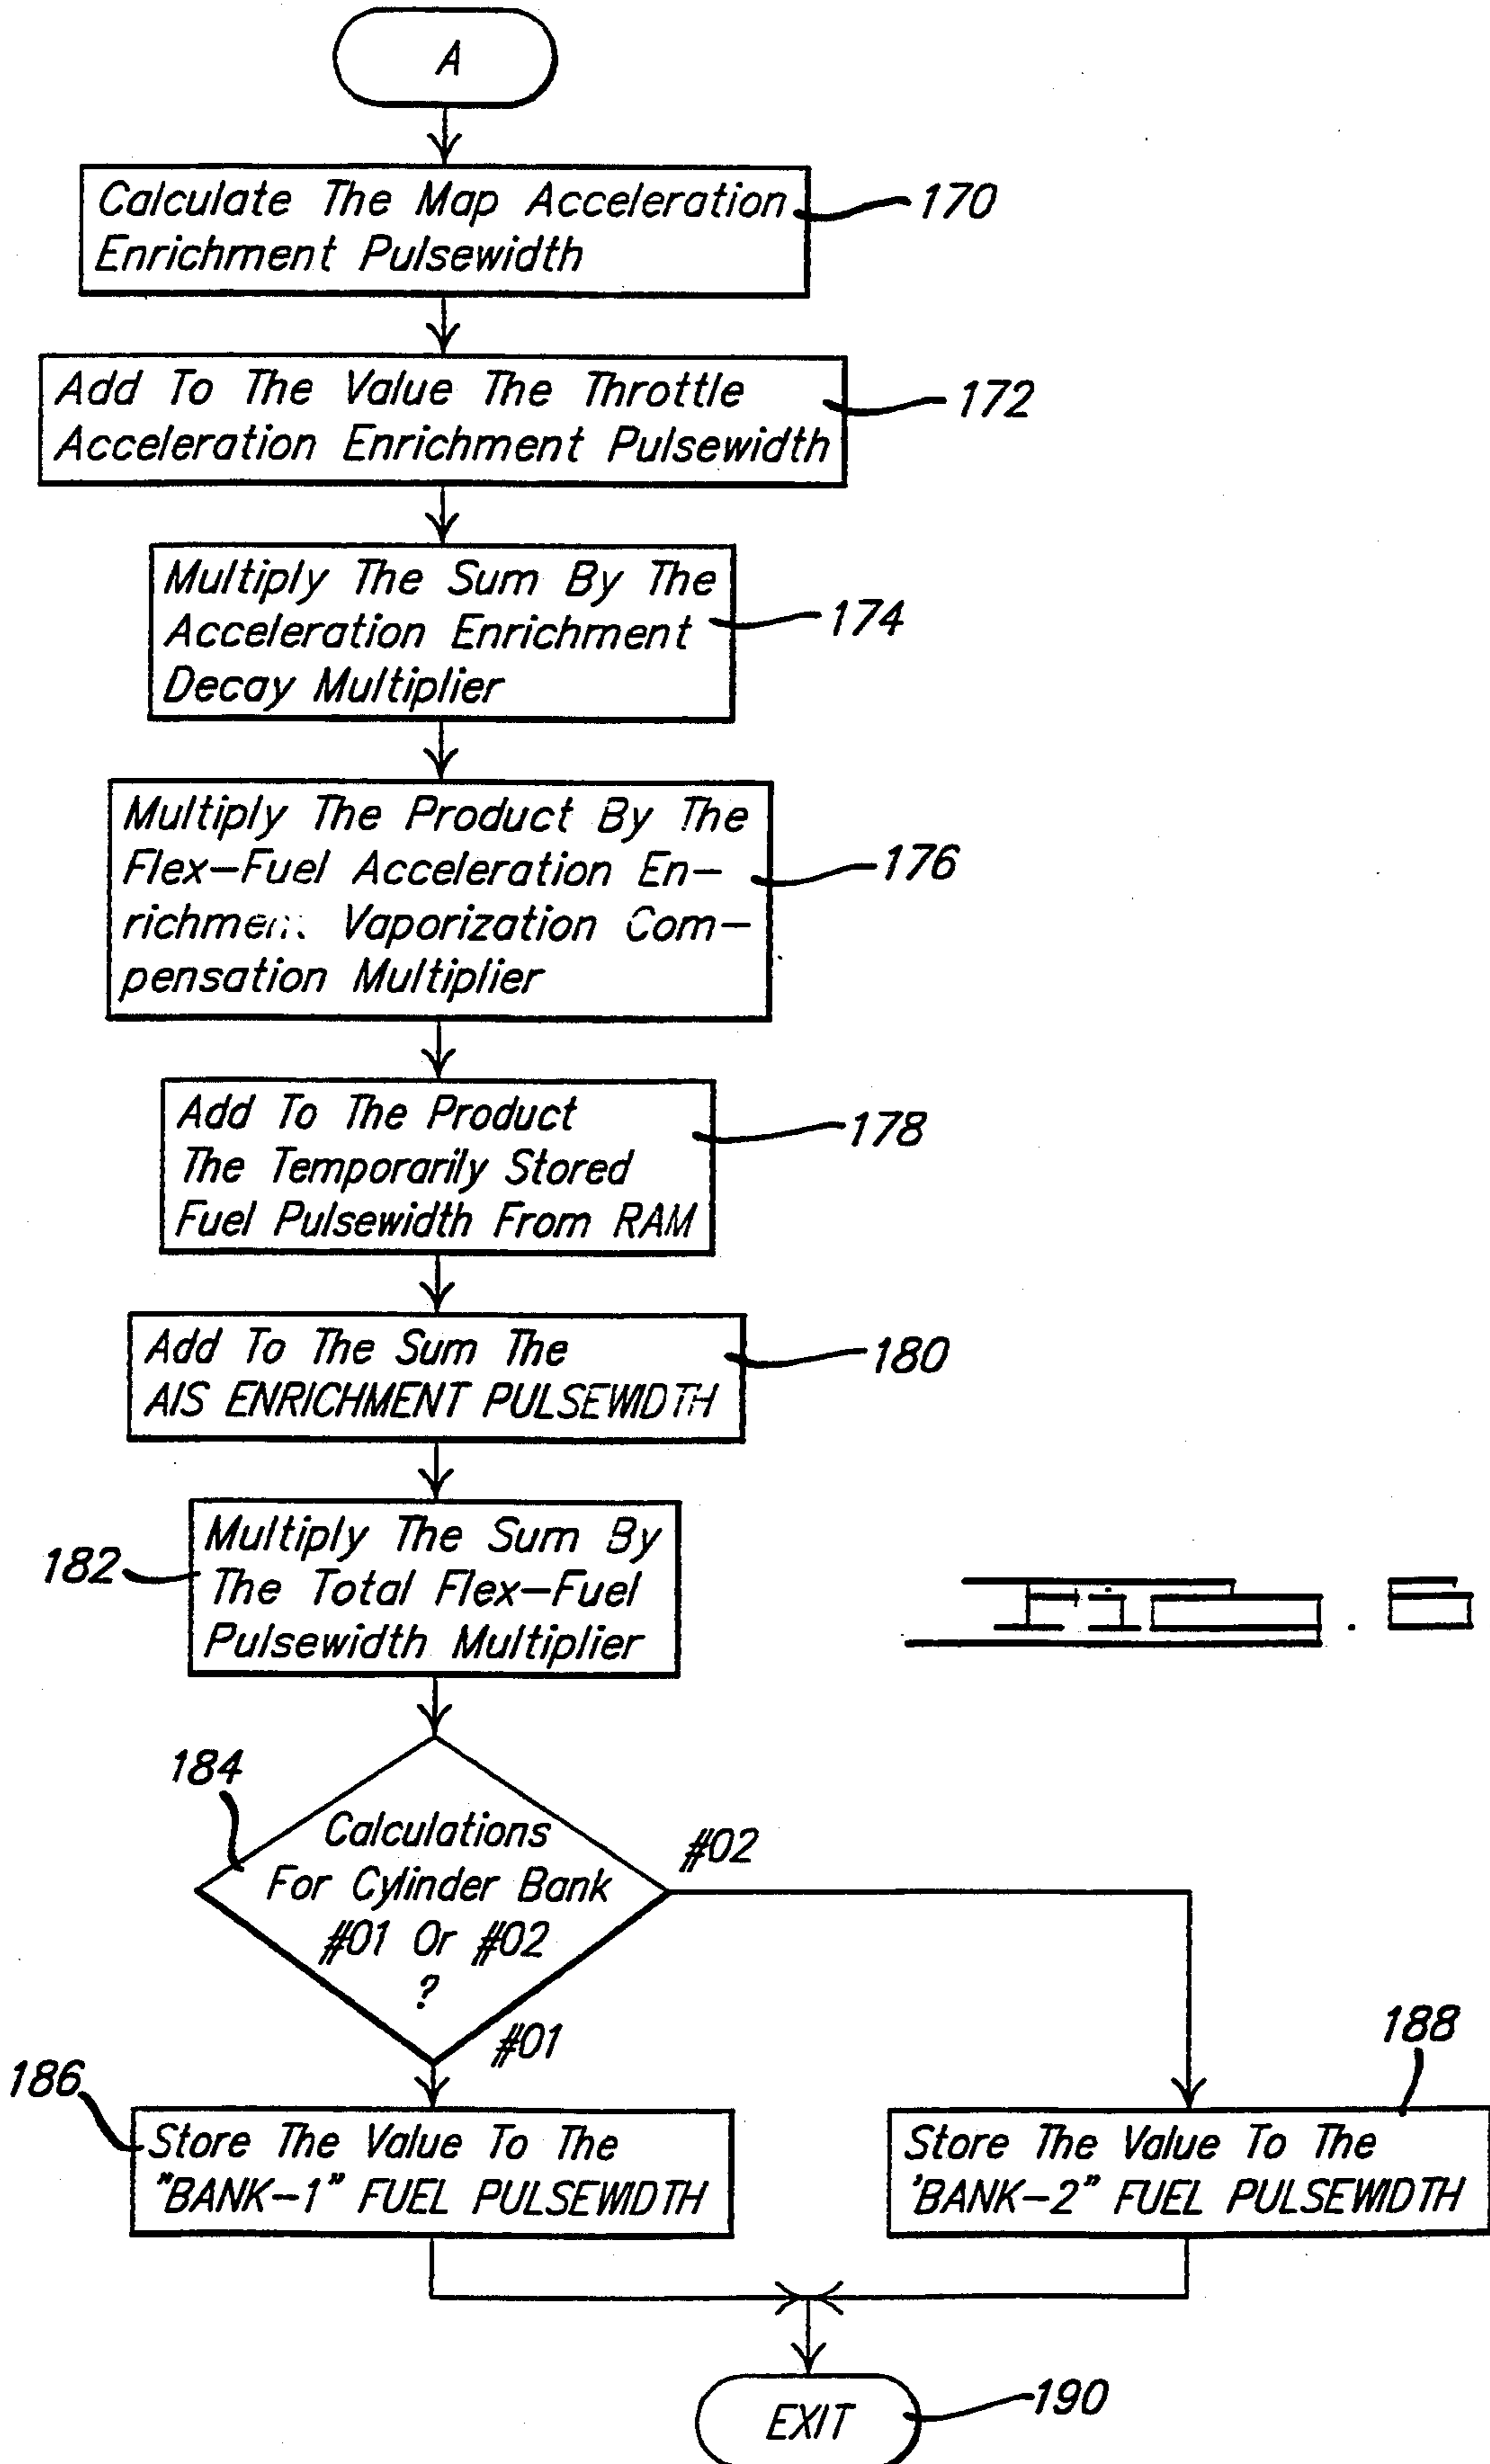 A
Calculate The Map Acceleration
Enrichment Pulsewidth
170
Add To The Value The Throttle
Acceleration Enrichment Pulsewidth
172
Multiply The Sum By The
Acceleration Enrichment
Decay Multiplier
174
Multiply The Product By The
Flex-Fuel Acceleration En-
Vaporization Com-
pensation Multiplier
176
Add To The Product
The Temporarily Stored
Fuel Pulsewidth From RAM
178
Add To The Sum The
AIS ENRICHMENT PULSEWIDTH
180
Multiply The Sum By
The Total Flex-Fuel
Pulsewidth Multiplier
182
184
Calculations
For Cylinder Bank
#01 Or #02
?
#02
#01
186
Store The Value To The
"BANK-1" FUEL PULSEWIDTH
188
Store The Value To The
'BANK-2" FUEL PULSEWIDTH
EXIT
190